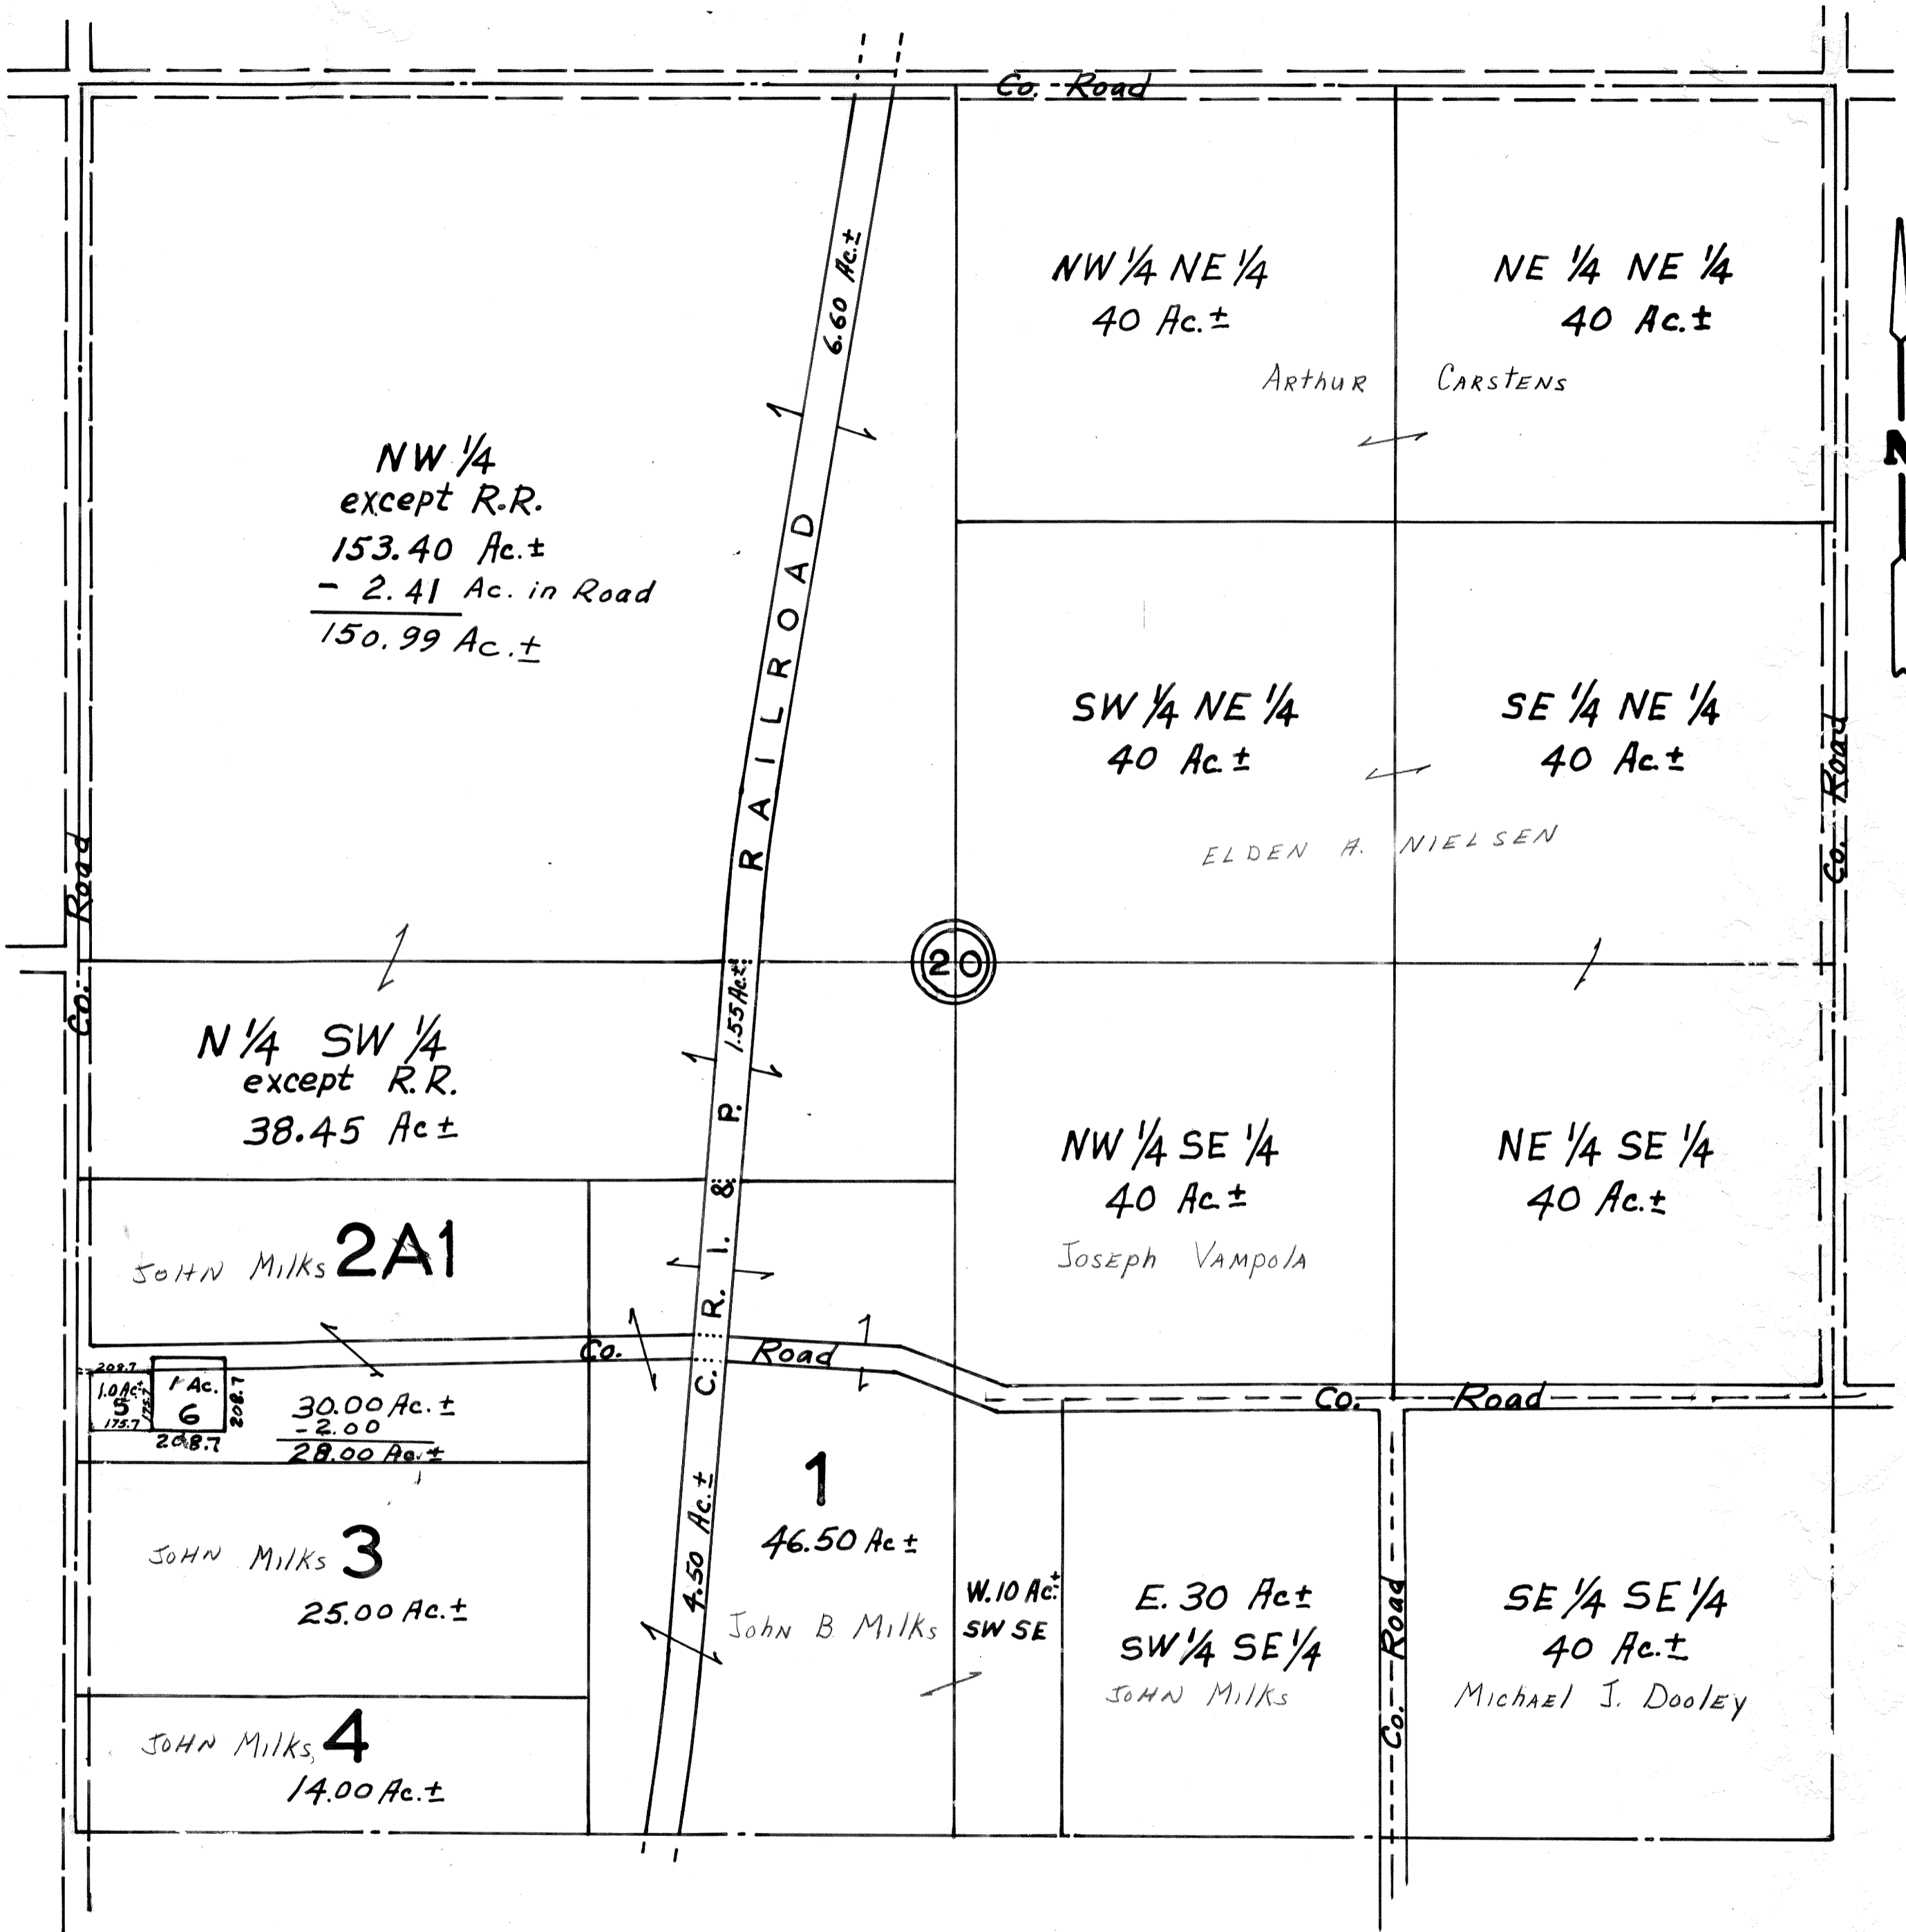 Co. Road
NW 1/4 NE 1/4
40 Ac.±
NE 1/4 NE 1/4
40 Ac.±
Arthur CARSTENS
N
6.60 Ac.±
NW 1/4
except R.R.
153.40 Ac.±
- 2.41 Ac. in Road
150.99 Ac.±
C. R. I. & P. RAILROAD
SW 1/4 NE 1/4
40 Ac.±
SE 1/4 NE 1/4
40 Ac.±
ELDEN A. NIELSEN
Co. Road
Co. Road
20
1.55 Ac.±
N 1/4 SW 1/4
except R.R.
38.45 Ac±
NW 1/4 SE 1/4
40 Ac.±
NE 1/4 SE 1/4
40 Ac.±
Joseph VAMpolA
JOHN Milks 2A1
Co. Road
Co. Road
208.7
1.0 Ac±
5
175.7
175.7
1 Ac.
6
208.7
208.7
30.00 Ac.±
-2.00
28.00 Ac.±
1
46.50 Ac±
John B Milks
4.50 Ac.±
JOHN Milks 3
25.00 Ac.±
W.10 Ac.±
SW SE
E. 30 Ac±
SW 1/4 SE 1/4
JOHN Milks
Co. Road
SE 1/4 SE 1/4
40 Ac.±
MichAEl J. DoolEy
JOHN Milks, 4
14.00 Ac.±